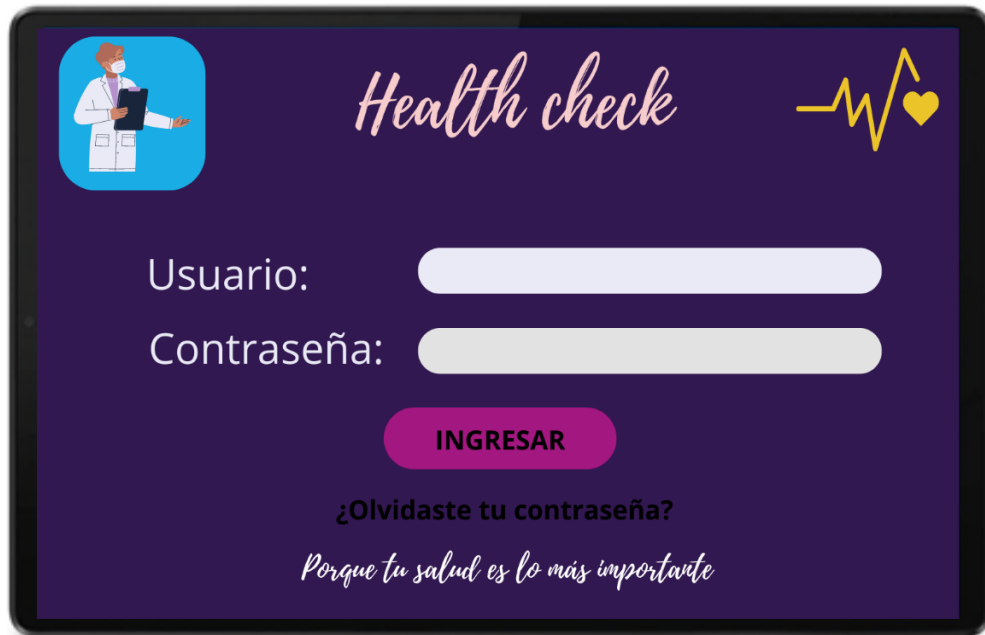 Health check
Usuario:
Contraseña:
INGRESAR
¿Olvidaste tu contraseña?
Porque tu salud es lo más importante